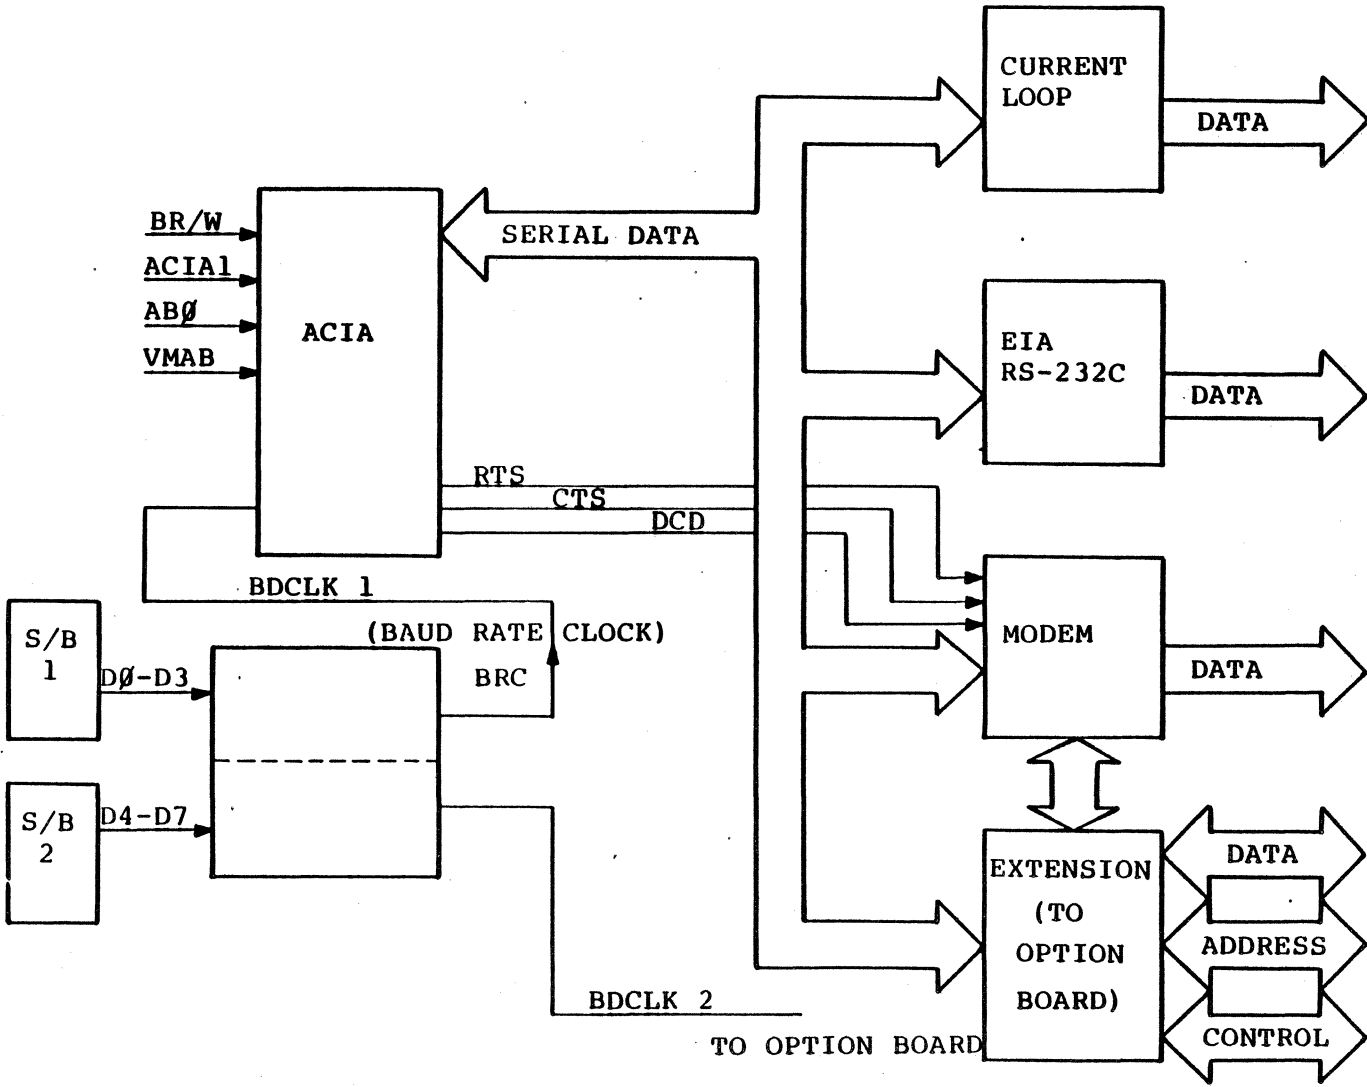 CURRENT
LOOP
DATA
BR/W
ACIA1
ABØ
VMAB
ACIA
SERIAL DATA
EIA
RS-232C
DATA
RTS
CTS
DCD
BDCLK 1
(BAUD RATE CLOCK)
BRC
S/B
1
DØ-D3
MODEM
DATA
S/B
2
D4-D7
EXTENSION
(TO
OPTION
BOARD)
DATA
ADDRESS
CONTROL
BDCLK 2
TO OPTION BOARD